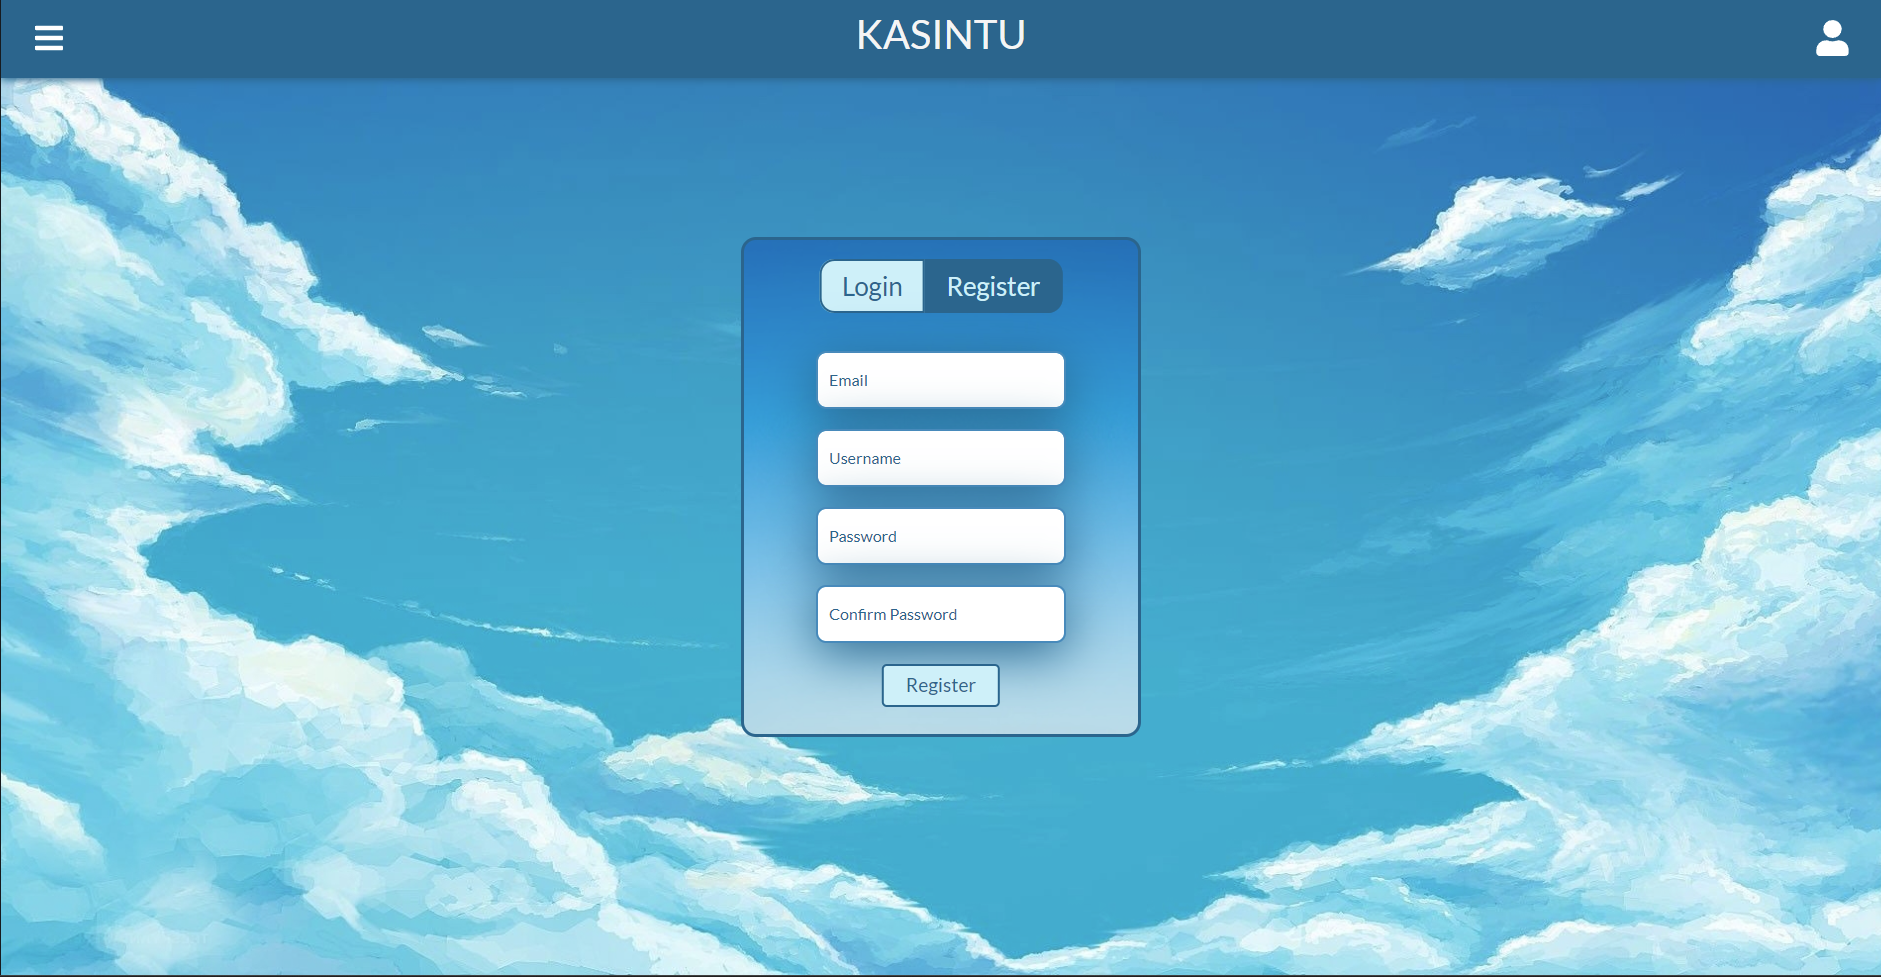 KASINTU
Login Register
Email
Username
Password
Confirm Password
Register